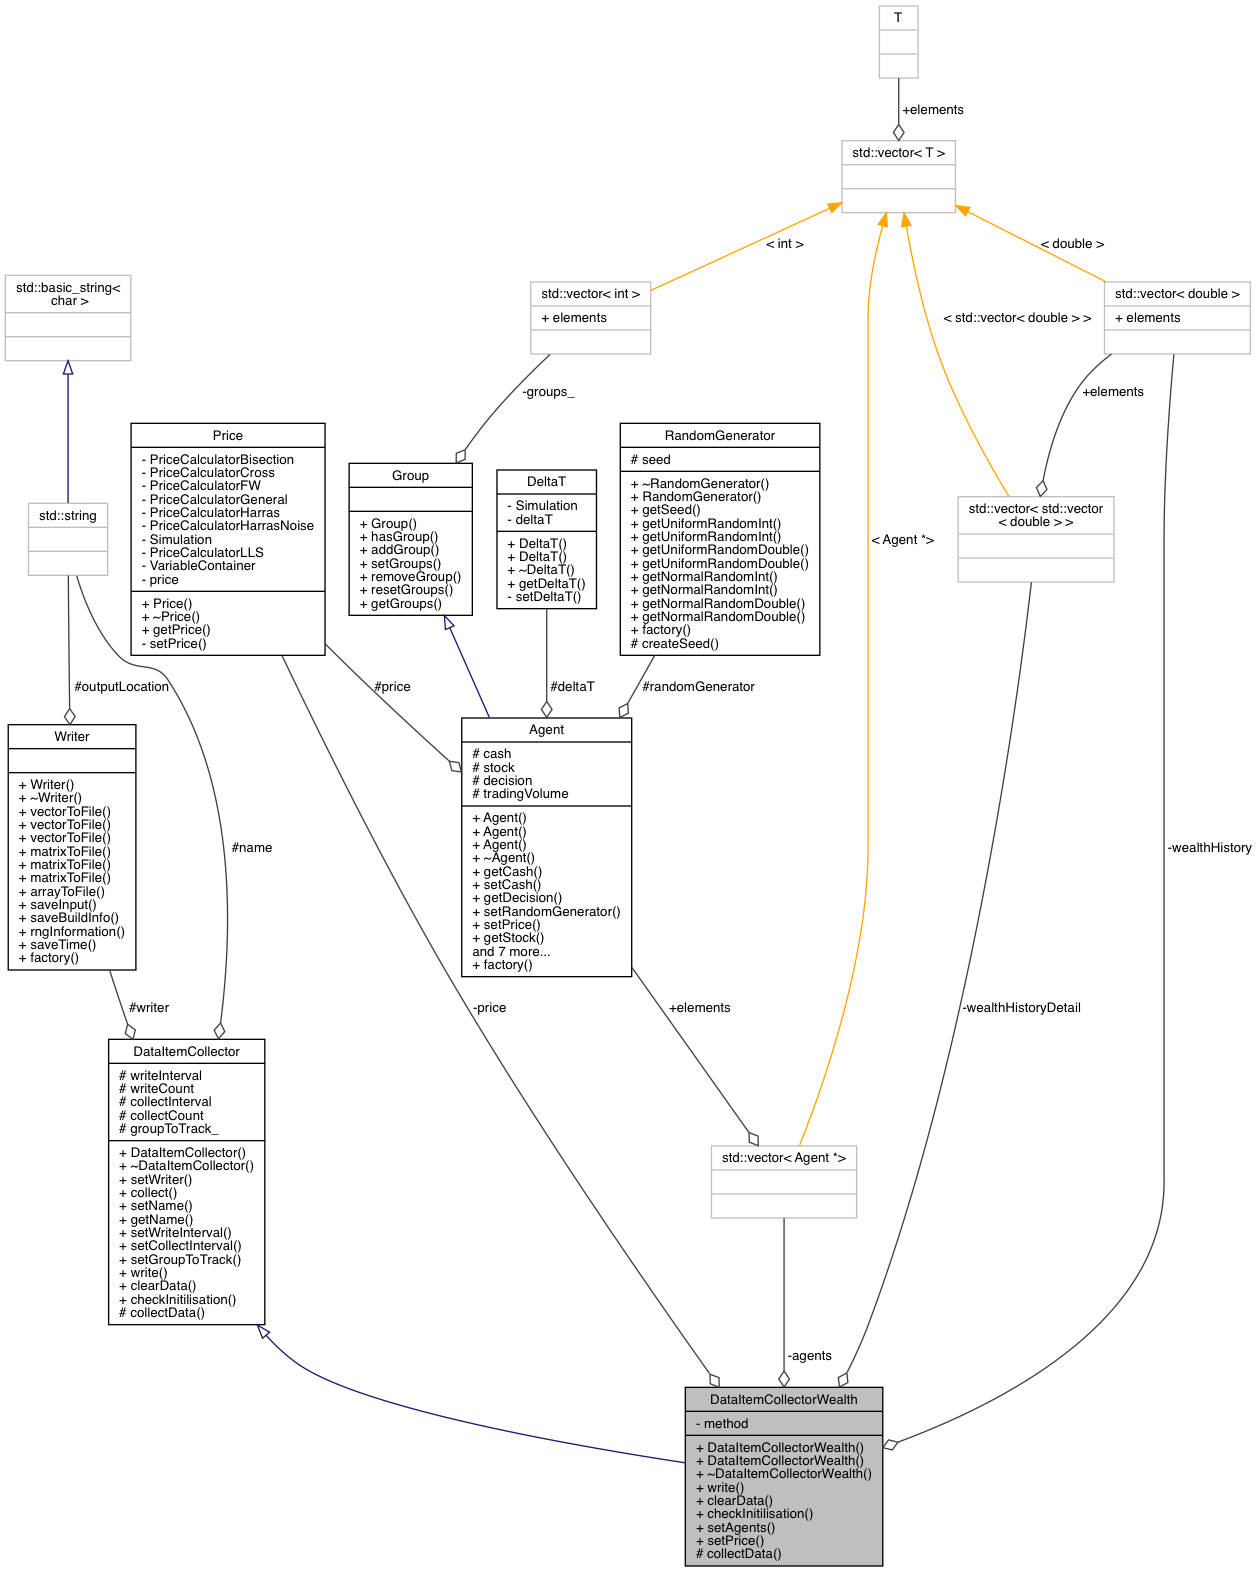 T
+elements
std::vector< T >
< int >
< double >
std::basic_string<
char >
std::vector< int >
+ elements
< std::vector< double > >
std::vector< double >
+ elements
-groups_
+elements
Price
- PriceCalculatorBisection
- PriceCalculatorCross
- PriceCalculatorFW
- PriceCalculatorGeneral
- PriceCalculatorHarras
- PriceCalculatorHarrasNoise
- Simulation
- PriceCalculatorLLS
- VariableContainer
- price
+ Price()
+ ~Price()
+ getPrice()
- setPrice()
Group
+ Group()
+ hasGroup()
+ addGroup()
+ setGroups()
+ removeGroup()
+ resetGroups()
+ getGroups()
DeltaT
- Simulation
- deltaT
+ DeltaT()
+ DeltaT()
+ ~DeltaT()
+ getDeltaT()
- setDeltaT()
RandomGenerator
# seed
+ ~RandomGenerator()
+ RandomGenerator()
+ getSeed()
+ getUniformRandomInt()
+ getUniformRandomInt()
+ getUniformRandomDouble()
+ getUniformRandomDouble()
+ getNormalRandomInt()
+ getNormalRandomInt()
+ getNormalRandomDouble()
+ getNormalRandomDouble()
+ factory()
# createSeed()
std::string
std::vector< std::vector
< double > >
< Agent *>
#outputLocation
#price
#deltaT
#randomGenerator
Writer
+ Writer()
+ ~Writer()
+ vectorToFile()
+ vectorToFile()
+ vectorToFile()
+ matrixToFile()
+ matrixToFile()
+ matrixToFile()
+ arrayToFile()
+ saveInput()
+ saveBuildInfo()
+ rngInformation()
+ saveTime()
+ factory()
#name
Agent
# cash
# stock
# decision
# tradingVolume
+ Agent()
+ Agent()
+ Agent()
+ ~Agent()
+ getCash()
+ setCash()
+ getDecision()
+ setRandomGenerator()
+ setPrice()
+ getStock()
and 7 more...
+ factory()
-wealthHistory
#writer
-price
+elements
-wealthHistoryDetail
DataItemCollector
# writeInterval
# writeCount
# collectInterval
# collectCount
# groupToTrack_
+ DataItemCollector()
+ ~DataItemCollector()
+ setWriter()
+ collect()
+ setName()
+ getName()
+ setWriteInterval()
+ setCollectInterval()
+ setGroupToTrack()
+ write()
+ clearData()
+ checkInitilisation()
# collectData()
std::vector< Agent *>
-agents
DataItemCollectorWealth
- method
+ DataItemCollectorWealth()
+ DataItemCollectorWealth()
+ ~DataItemCollectorWealth()
+ write()
+ clearData()
+ checkInitilisation()
+ setAgents()
+ setPrice()
# collectData()